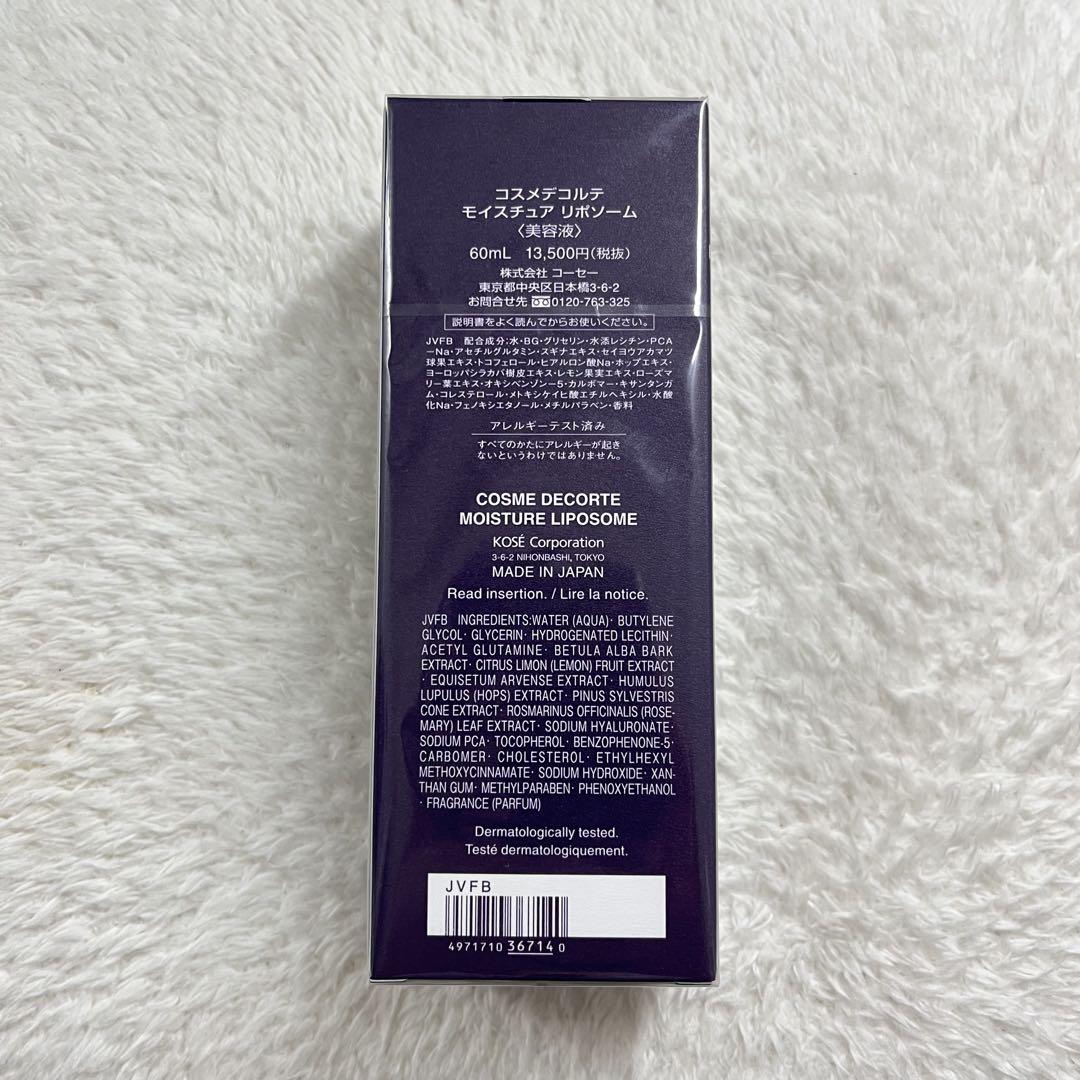 コスメデコルテ
モイスチュア リポソーム
〈美容液〉
60mL 13,500円(税抜)
株式会社 コーセー
東京都中央区日本橋3-6-2
お問合せ先 0120-763-325
説明書をよく読んでからお使いください。
JVFB 配合成分;水・BG・グリセリン・水添レシチン・PCA
-Na・アセチルグルタミン・スギナエキス・セイヨウアカマツ
球果エキス・トコフェロール・ヒアルロン酸Na・ホップエキス・
ヨーロッパシラカバ樹皮エキス・レモン果実エキス・ローズマ
リー葉エキス・オキシベンゾン-5・カルボマー・キサンタンガ
ム・コレステロール・メトキシケイヒ酸エチルヘキシル・水酸
化Na・フェノキシエタノール・メチルパラベン・香料
アレルギーテスト済み
すべてのかたにアレルギーが起き
ないというわけではありません。
COSME DECORTE
MOISTURE LIPOSOME
KOSÉ Corporation
3-6-2 NIHONBASHI, TOKYO
MADE IN JAPAN
Read insertion. / Lire la notice.
JVFB INGREDIENTS:WATER (AQUA)· BUTYLENE
GLYCOL· GLYCERIN· HYDROGENATED LECITHIN·
ACETYL GLUTAMINE· BETULA ALBA BARK
EXTRACT· CITRUS LIMON (LEMON) FRUIT EXTRACT
· EQUISETUM ARVENSE EXTRACT· HUMULUS
LUPULUS (HOPS) EXTRACT· PINUS SYLVESTRIS
CONE EXTRACT· ROSMARINUS OFFICINALIS (ROSE-
MARY) LEAF EXTRACT· SODIUM HYALURONATE·
SODIUM PCA· TOCOPHEROL· BENZOPHENONE-5·
CARBOMER· CHOLESTEROL· ETHYLHEXYL
METHOXYCINNAMATE· SODIUM HYDROXIDE· XAN-
THAN GUM· METHYLPARABEN· PHENOXYETHANOL
· FRAGRANCE (PARFUM)
Dermatologically tested.
Testé dermatologiquement.
JVFB
4971710 36714 0